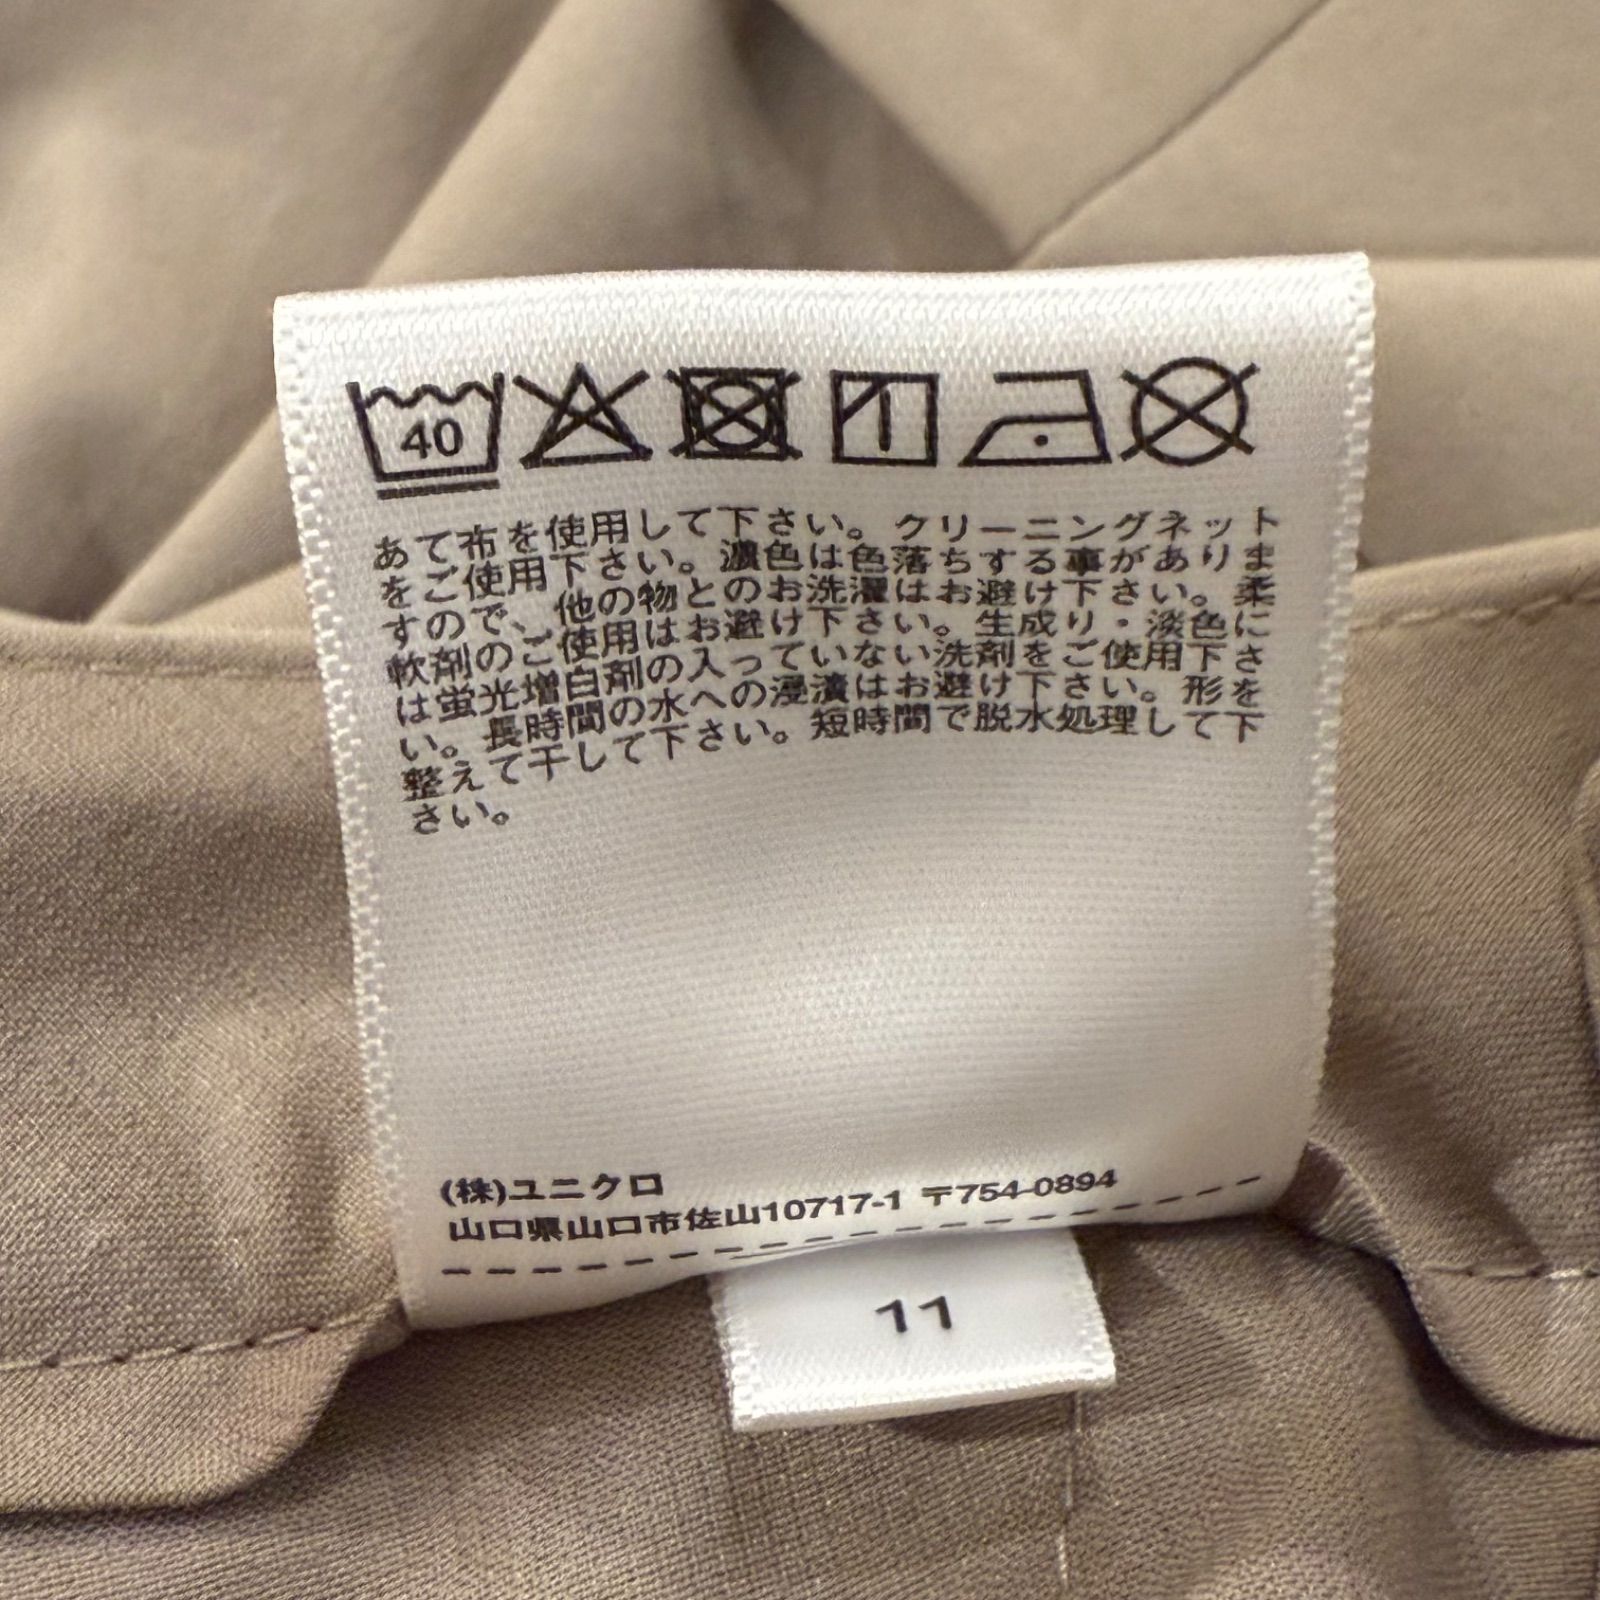 40
あて布を使用して下さい。クリーニングネット
をご使用下さい。濃色は色落ちする事がありま
すので、他の物とのお洗濯はお避け下さい。柔
軟剤のご使用はお避け下さい。生成り・淡色に
は蛍光増白剤の入っていない洗剤をご使用下さ
い。長時間の水への浸漬はお避け下さい。形を
整えて干して下さい。短時間で脱水処理して下
さい。
(株)ユニクロ
山口県山口市佐山10717-1 〒754-0894
11